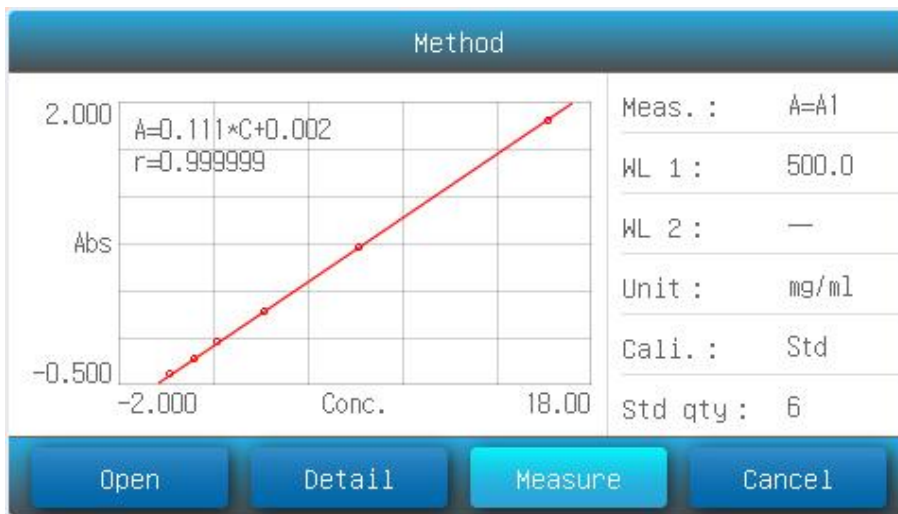 Method
2.000
A=0.111*C+0.002
r=0.999999
Abs
-0.500
-2.000 Conc. 18.00
Meas.: A=A1
WL 1: 500.0
WL 2: —
Unit: mg/ml
Cali.: Std
Std qty: 6
Open Detail Measure Cancel